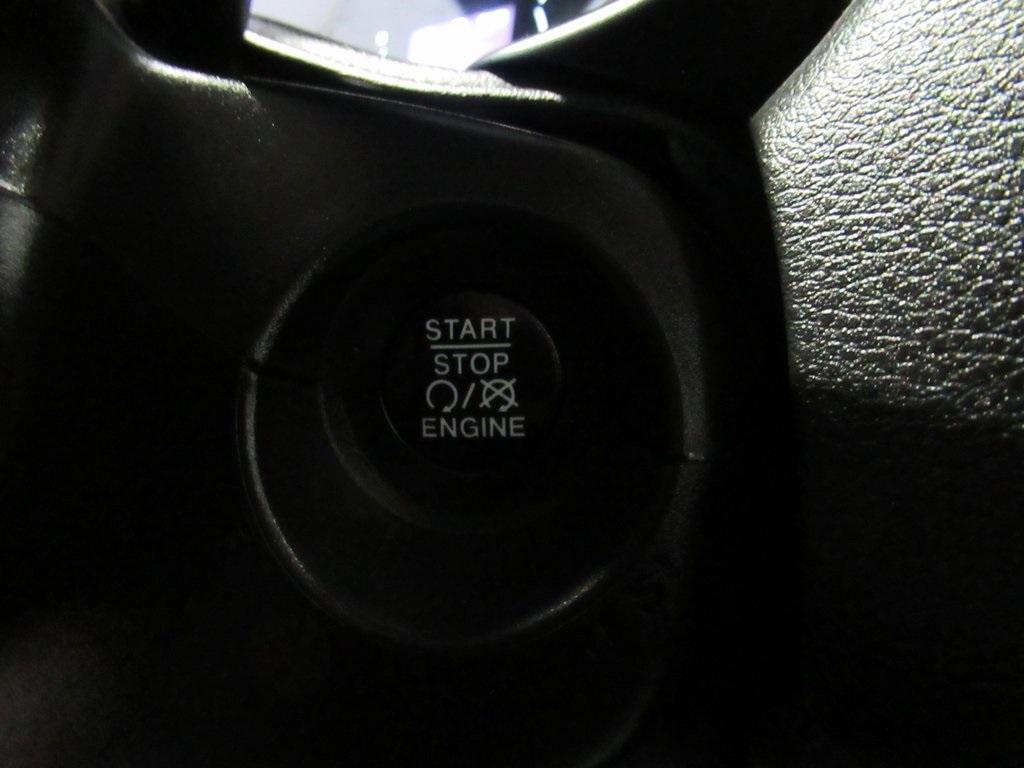 START
STOP
/
ENGINE